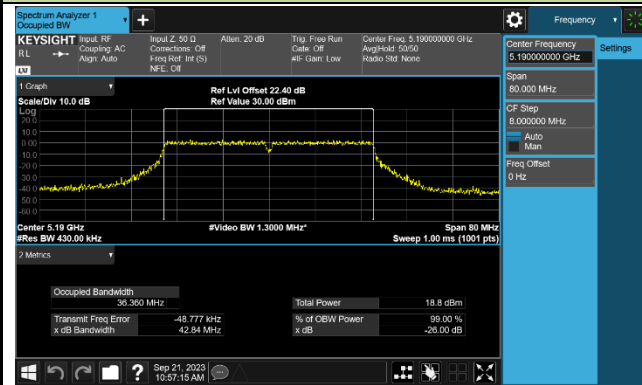 Spectrum Analyzer 1
Occupied BW
Frequency
KEYSIGHT
RL
LXI
Input: RF
Coupling: AC
Align: Auto
Input Z: 50 Ω
Corrections: Off
Freq Ref: Int (S)
NFE: Off
Atten: 20 dB
Trig: Free Run
Gate: Off
#IF Gain: Low
Center Freq: 5.190000000 GHz
Avg|Hold: 50/50
Radio Std: None
Center Frequency
5.190000000 GHz
Settings
Span
80.000 MHz
CF Step
8.000000 MHz
Auto
Man
Freq Offset
0 Hz
1 Graph
Scale/Div 10.0 dB
Ref Lvl Offset 22.40 dB
Ref Value 30.00 dBm
Log
20.0
10.0
0.00
-10.0
-20.0
-30.0
-40.0
-50.0
-60.0
Center 5.19 GHz
#Res BW 430.00 kHz
#Video BW 1.3000 MHz*
Span 80 MHz
Sweep 1.00 ms (1001 pts)
2 Metrics
Occupied Bandwidth
36.360 MHz
Total Power 18.8 dBm
Transmit Freq Error -48.777 kHz
% of OBW Power 99.00 %
x dB Bandwidth 42.84 MHz
x dB -26.00 dB
?
Sep 21, 2023
10:57:15 AM